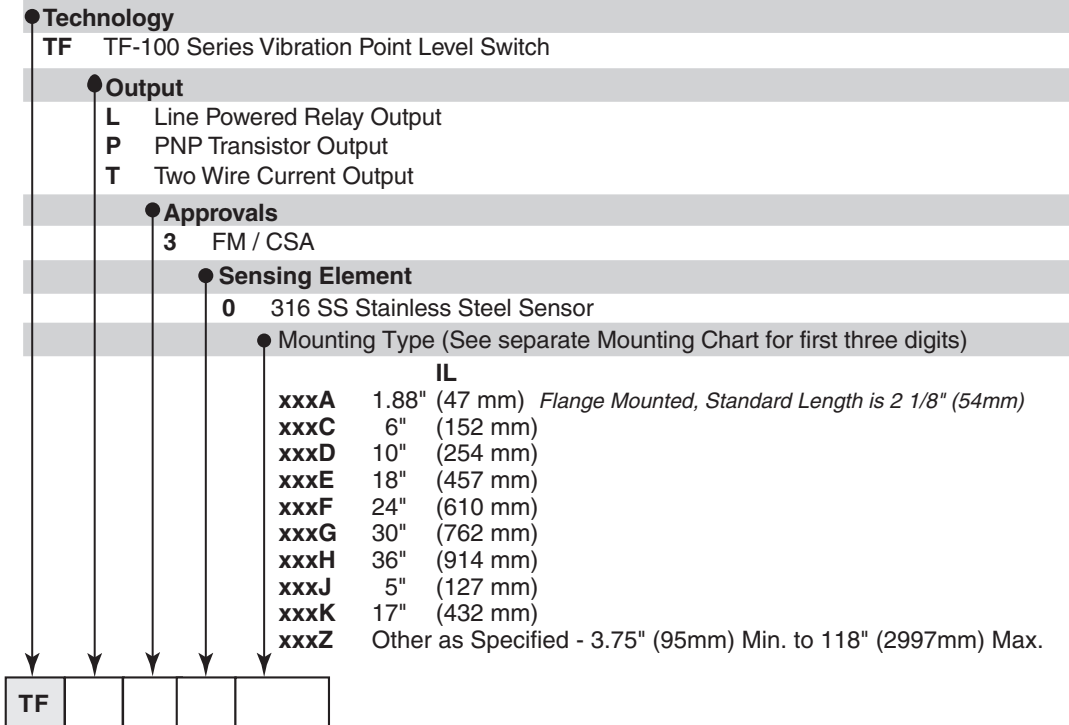 Technology
TF TF-100 Series Vibration Point Level Switch
Output
L Line Powered Relay Output
P PNP Transistor Output
T Two Wire Current Output
Approvals
3 FM / CSA
Sensing Element
0 316 SS Stainless Steel Sensor
Mounting Type (See separate Mounting Chart for first three digits)
IL
xxxA 1.88" (47 mm) Flange Mounted, Standard Length is 2 1/8" (54mm)
xxxC 6" (152 mm)
xxxD 10" (254 mm)
xxxE 18" (457 mm)
xxxF 24" (610 mm)
xxxG 30" (762 mm)
xxxH 36" (914 mm)
xxxJ 5" (127 mm)
xxxK 17" (432 mm)
xxxZ Other as Specified - 3.75" (95mm) Min. to 118" (2997mm) Max.
TF